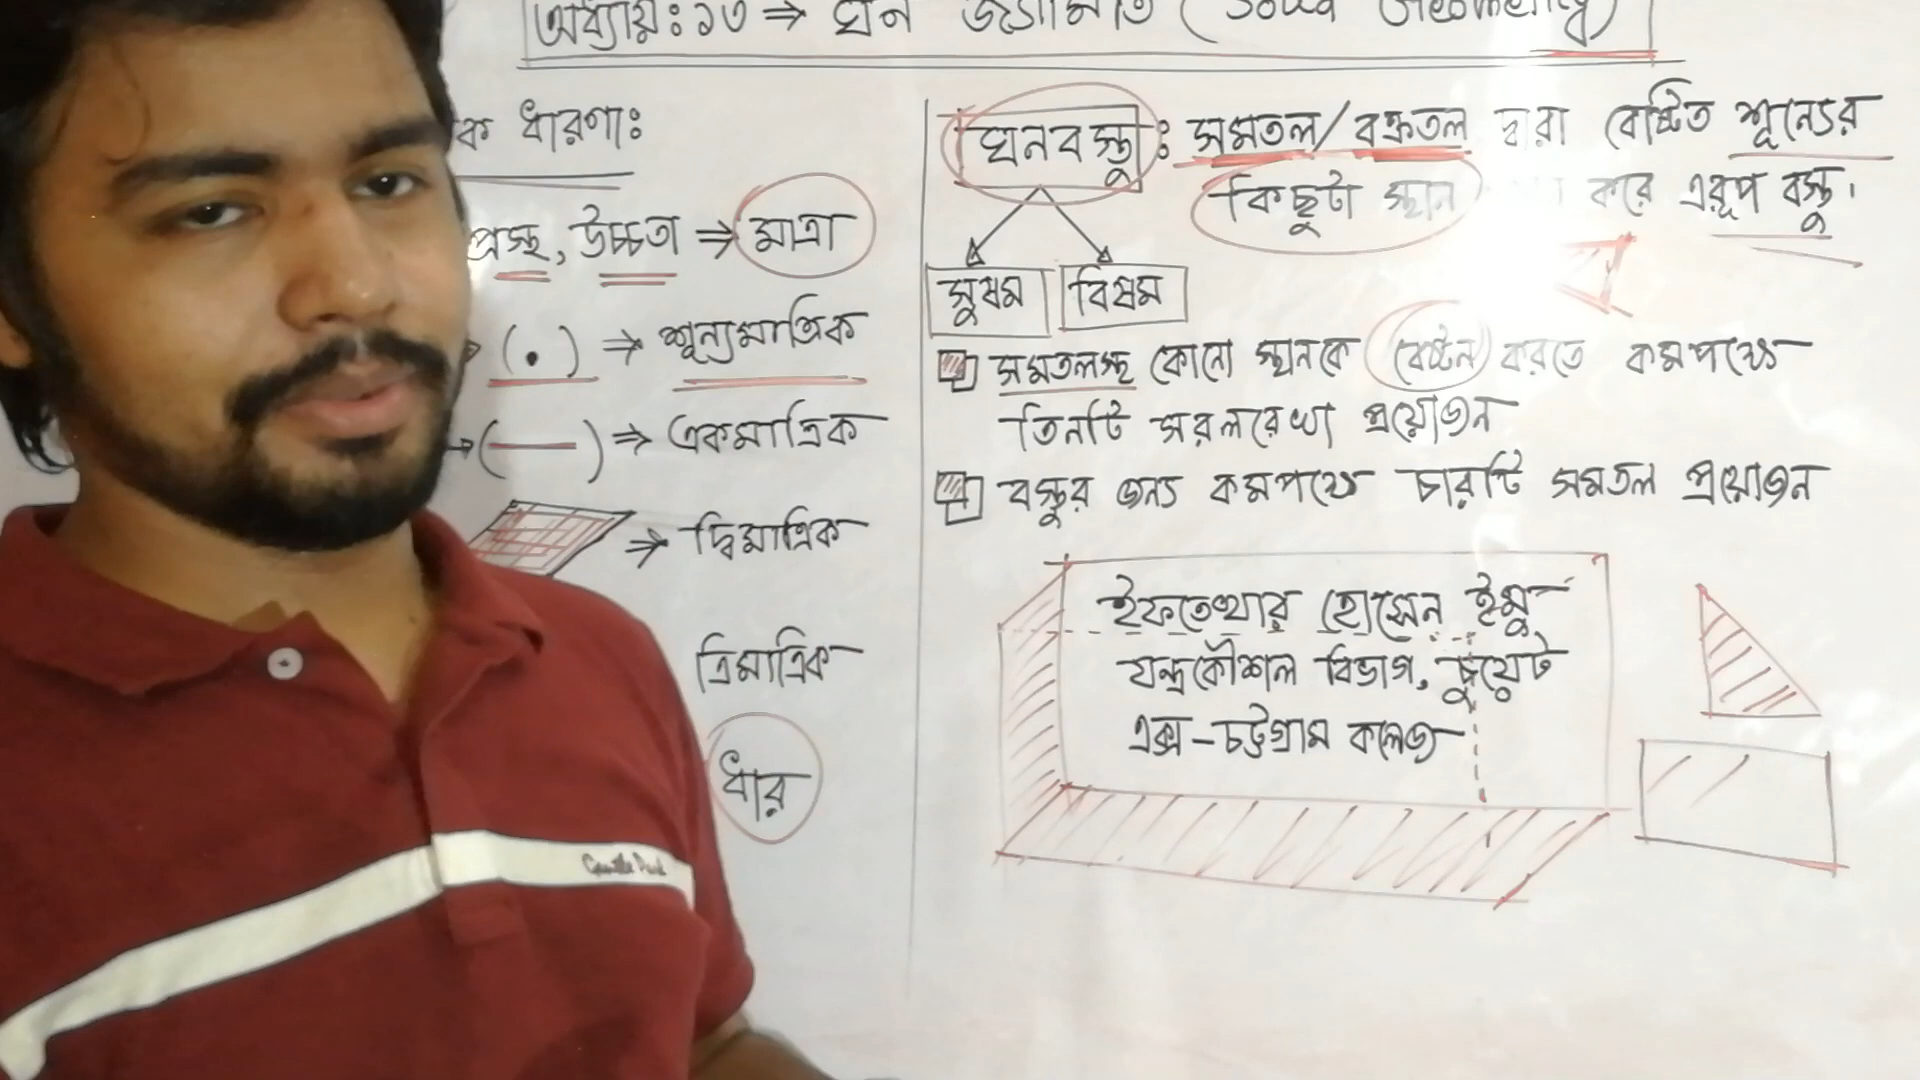 অধ্যায়ঃ ১৩ ⇒ ঘন জ্যামিতি (Solid Geometry)
ক ধারণাঃ
প্রস্থ, উচ্চতা ⇒ মাত্রা
(•) ⇒ শূন্যমাত্রিক
→(—) ⇒ একমাত্রিক
⇒ দ্বিমাত্রিক
ত্রিমাত্রিক
ধার
ঘনবস্তু : সমতল/বক্রতল দ্বারা বেষ্টিত শূন্যের
কিছুটা স্থান করে এরূপ বস্তু।
সুষম বিষম
সমতলস্থ কোনো স্থানকে বেষ্টন করতে কমপক্ষে
তিনটি সরলরেখা প্রয়োজন
বস্তুর জন্য কমপক্ষে চারটি সমতল প্রয়োজন
ইফতেখার হোসেন ইমু
যন্ত্রকৌশল বিভাগ, চুয়েট
এক্স-চট্টগ্রাম কলেজ